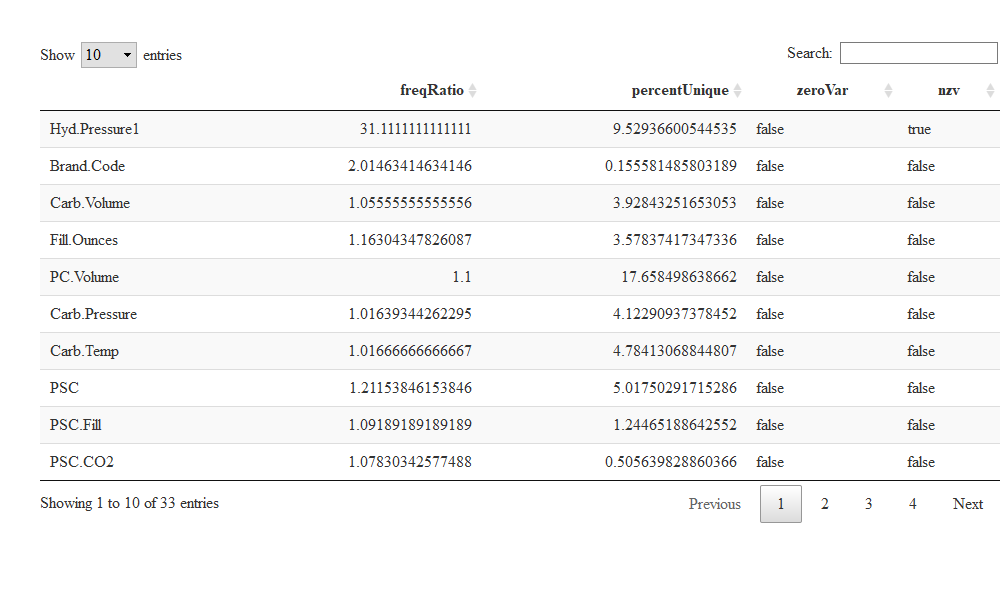 Show 10 entries Search:
freqRatio percentUnique zeroVar nzv
Hyd.Pressure1 31.1111111111111 9.52936600544535 false true
Brand.Code 2.01463414634146 0.155581485803189 false false
Carb.Volume 1.05555555555556 3.92843251653053 false false
Fill.Ounces 1.16304347826087 3.57837417347336 false false
PC.Volume 1.1 17.658498638662 false false
Carb.Pressure 1.01639344262295 4.12290937378452 false false
Carb.Temp 1.01666666666667 4.78413068844807 false false
PSC 1.21153846153846 5.01750291715286 false false
PSC.Fill 1.09189189189189 1.24465188642552 false false
PSC.CO2 1.07830342577488 0.505639828860366 false false
Showing 1 to 10 of 33 entries Previous 1 2 3 4 Next